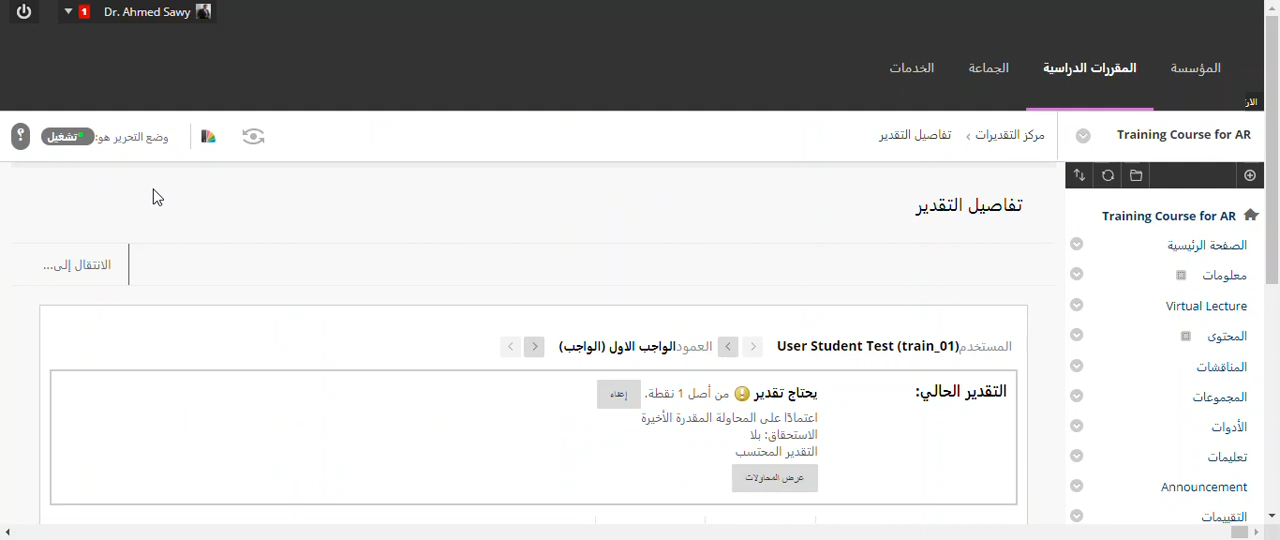 Dr. Ahmed Sawy 1
المؤسسة المقررات الدراسية الجماعة الخدمات
Training Course for AR
مركز التقديرات › تفاصيل التقدير
وضع التحرير هو: تشغيل ?
تفاصيل التقدير
الانتقال إلى...
المستخدم User Student Test (train_01) العمود الواجب الاول (الواجب)
التقدير الحالي: يحتاج تقدير من أصل 1 نقطة. إعفاء
اعتمادًا على المحاولة المقدرة الأخيرة
الاستحقاق: بلا
التقدير المحتسب
عرض المحاولات
Training Course for AR
الصفحة الرئيسية
معلومات
Virtual Lecture
المحتوى
المناقشات
المجموعات
الأدوات
تعليمات
Announcement
التقييمات